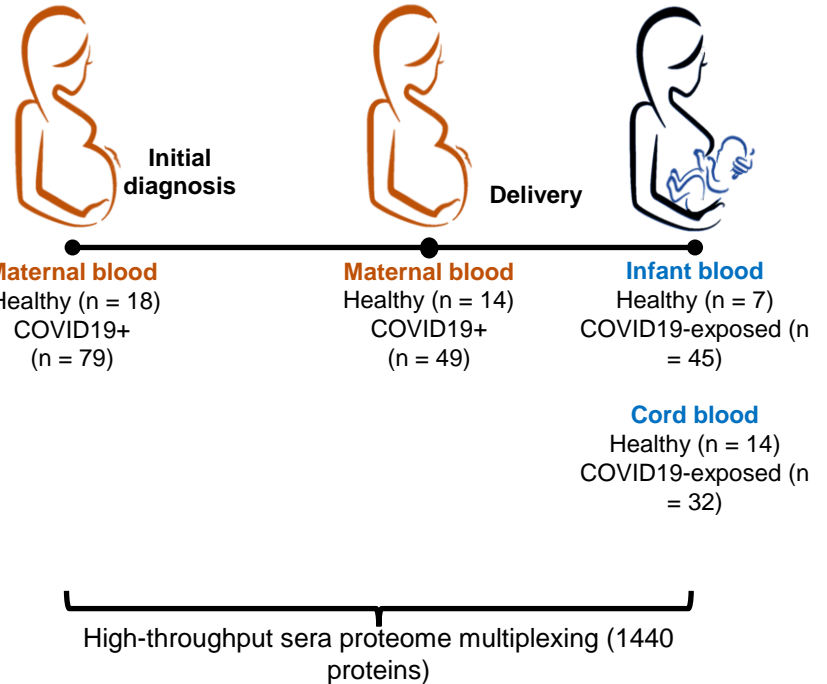 Initial
diagnosis
Delivery
Maternal blood
Healthy (n = 18)
COVID19+
(n = 79)
Maternal blood
Healthy (n = 14)
COVID19+
(n = 49)
Infant blood
Healthy (n = 7)
COVID19-exposed (n
= 45)
Cord blood
Healthy (n = 14)
COVID19-exposed (n
= 32)
High-throughput sera proteome multiplexing (1440
proteins)